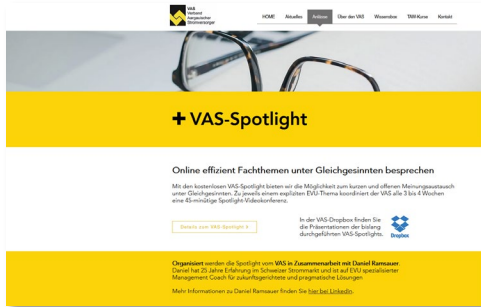 VAS
Verband
Aargauischer
Stromversorger
HOME Aktuelles Anlässe Über den VAS Wissensbox TAW-Kurse Kontakt
+ VAS-Spotlight
Online effizient Fachthemen unter Gleichgesinnten besprechen
Mit den kostenlosen VAS-Spotlight bieten wir die Möglichkeit zum kurzen und offenen Meinungsaustausch
unter Gleichgesinnten. Zu jeweils einem expliziten EVU-Thema koordiniert der VAS alle 3 bis 4 Wochen
eine 45-minütige Spotlight-Videokonferenz.
In der VAS-Dropbox finden Sie
die Präsentationen der bislang
durchgeführten VAS-Spotlights.
Details zum VAS-Spotlight >
Dropbox
Organisiert werden die Spotlight vom VAS in Zusammenarbeit mit Daniel Ramsauer.
Daniel hat 25 Jahre Erfahrung im Schweizer Strommarkt und ist auf EVU spezialisierter
Management Coach für zukunftsgerichtete und pragmatische Lösungen
Mehr Informationen zu Daniel Ramsauer finden Sie hier bei LinkedIn.